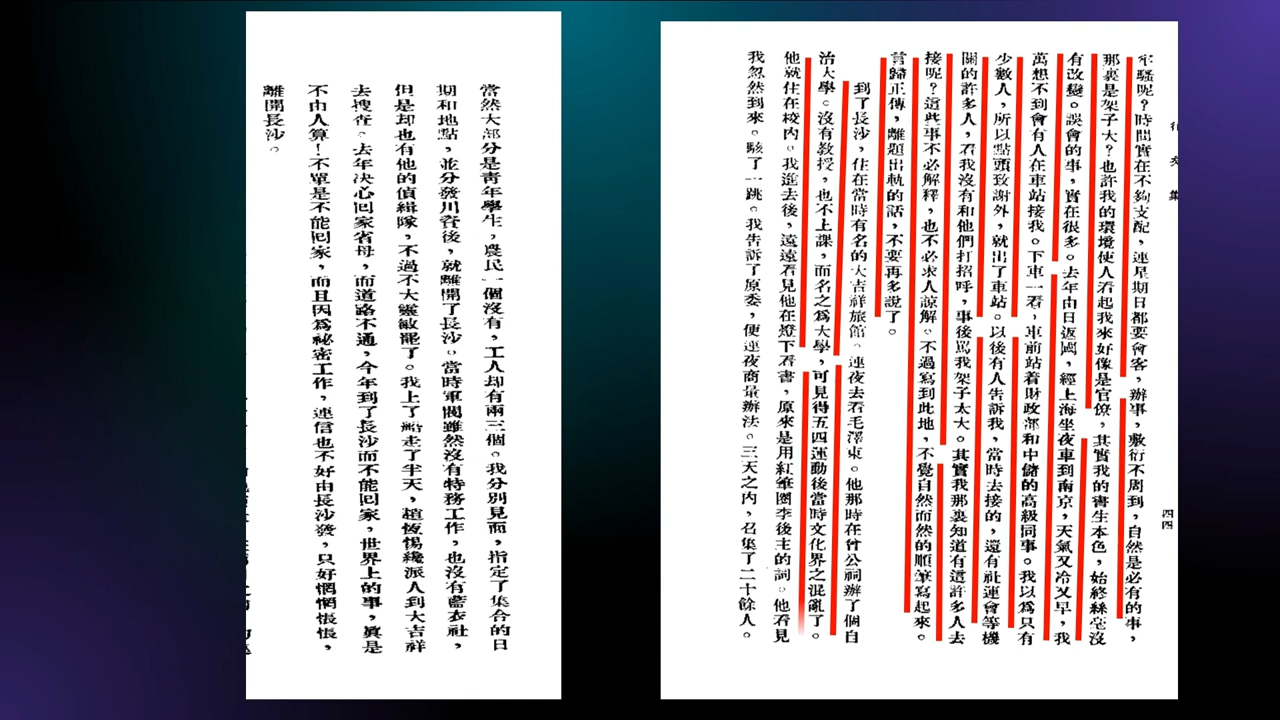 往矣集
四四
牢騷呢?時間實在不夠支配,連星期日都要會客,辦事,敷衍不周到,自然是必有的事,
那裏是架子大?也許我的環境使人看起我來好像是官僚,其實我的書生本色,始終絲毫沒
有改變。誤會的事,實在很多。去年由日返國,經上海坐夜車到南京,天氣又冷又早,我
萬想不到會有人在車站接我。下車一看,車前站着財政部和中儲的高級同事。我以爲只有
少數人,所以點頭致謝外,就出了車站。以後有人告訴我,當時去接的,還有社運會等機
關的許多人,看我沒有和他們打招呼,事後罵我架子太大。其實我那裏知道有這許多人去
接呢?這些事不必解釋,也不必求人諒解。不過寫到此地,不覺自然而然的順筆寫起來。
言歸正傳,離題出軌的話,不要再多說了。
到了長沙,住在當時有名的大吉祥旅館。連夜去看毛澤東。他那時在曾公祠辦了個自
治大學。沒有教授,也不上課,而名之爲大學,可見得五四運動後當時文化界之混亂了。
他就住在校內。我進去後,遠遠看見他在燈下看書,原來是用紅筆圈李後主的詞。他看見
我忽然到來。駭了一跳。我告訴了原委,便連夜商量辦法。三天之內,召集了二十餘人。
當然大部分是青年學生,農民一個沒有,工人却有兩三個。我分別見面,指定了集合的日
期和地點,並分發川資後,就離開了長沙。當時軍閥雖然沒有特務工作,也沒有藍衣社,
但是却也有他的偵緝隊,不過不大靈敏罷了。我上了船走了半天,趙恆惕纔派人到大吉祥
去搜查。去年决心回家省母,而道路不通,今年到了長沙而不能回家,世界上的事,眞是
不由人算!不單是不能回家,而且因爲祕密工作,連信也不好由長沙發,只好惘惘悵悵,
離開長沙。